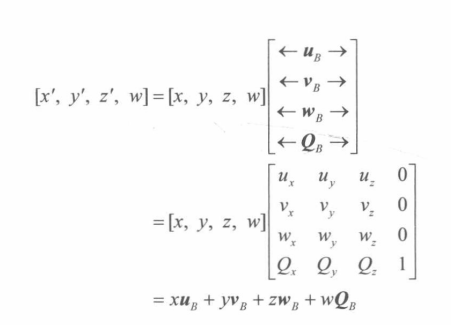 [x′, y′, z′, w] = [x, y, z, w] [← u_B →
← v_B →
← w_B →
← Q_B →]
= [x, y, z, w] [u_x u_y u_z 0
v_x v_y v_z 0
w_x w_y w_z 0
Q_x Q_y Q_z 1]
= xu_B + yv_B + zw_B + wQ_B